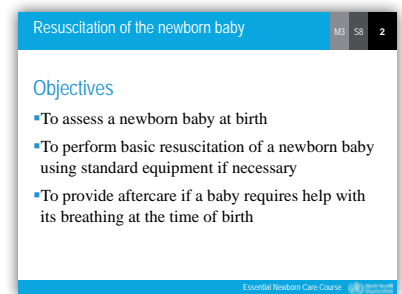 Resuscitation of the newborn baby
M3 S8 2
Objectives
▪To assess a newborn baby at birth
▪To perform basic resuscitation of a newborn baby
using standard equipment if necessary
▪To provide aftercare if a baby requires help with
its breathing at the time of birth
Essential Newborn Care Course